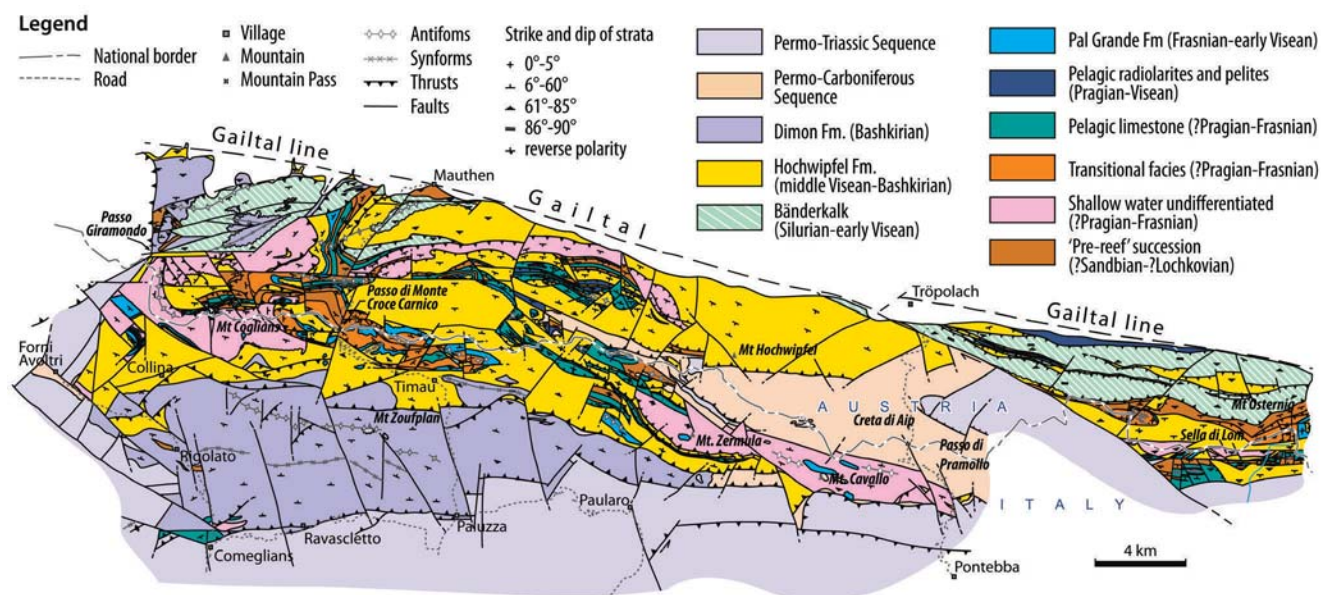 Legend
National border
Road
Village
Mountain
Mountain Pass
Antifoms
Synforms
Thrusts
Faults
Strike and dip of strata
0°-5°
6°-60°
61°-85°
86°-90°
reverse polarity
Permo-Triassic Sequence
Permo-Carboniferous
Sequence
Dimon Fm. (Bashkirian)
Hochwipfel Fm.
(middle Visean-Bashkirian)
Bänderkalk
(Silurian-early Visean)
Pal Grande Fm (Frasnian-early Visean)
Pelagic radiolarites and pelites
(Pragian-Visean)
Pelagic limestone (?Pragian-Frasnian)
Transitional facies (?Pragian-Frasnian)
Shallow water undifferentiated
(?Pragian-Frasnian)
'Pre-reef' succession
(?Sandbian-?Lochkovian)
Gailtal line
Mauthen
Gailtal
Passo
Giramondo
Tröpolach
Gailtal line
Passo di Monte
Croce Carnico
Mt Coglians
Mt Hochwipfel
Forni
Avoltri
Collina
Timau
AUSTRIA
Mt Osternig
Mt Zoufplan
Creta di Aip
Sella di Lom
Mt. Zermula
Passo di
Pramollo
Rigolato
Mt. Cavallo
ITALY
Paularo
Paluzza
Ravascletto
Comeglians
4 km
Pontebba